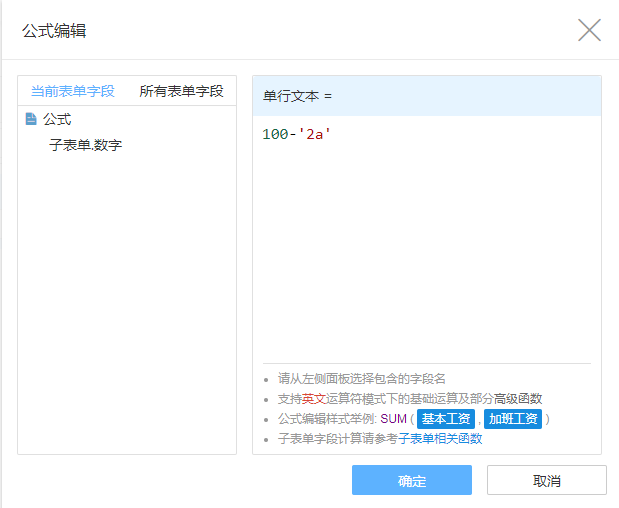 公式编辑
当前表单字段 所有表单字段
公式
子表单.数字
单行文本 =
100-'2a'
请从左侧面板选择包含的字段名
支持英文运算符模式下的基础运算及部分高级函数
公式编辑样式举例: SUM ( 基本工资 , 加班工资 )
子表单字段计算请参考子表单相关函数
确定 取消